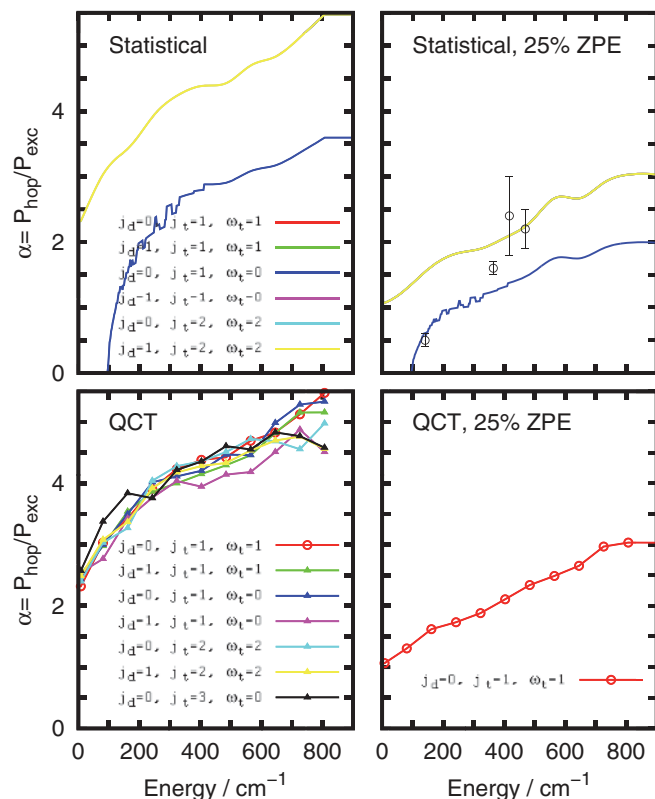 Statistical
Statistical, 25% ZPE
α= P_hop/P_exc
4
2
0
j_d=0, j_t=1, ω_t=1
j_d=1, j_t=1, ω_t=1
j_d=0, j_t=1, ω_t=0
j_d-1, j_t-1, ω_t-0
j_d=0, j_t=2, ω_t=2
j_d=1, j_t=2, ω_t=2
QCT
QCT, 25% ZPE
α= P_hop/P_exc
4
2
0
j_d=0, j_t=1, ω_t=1
j_d=1, j_t=1, ω_t=1
j_d=0, j_t=1, ω_t=0
j_d=1, j_t=1, ω_t=0
j_d=0, j_t=2, ω_t=2
j_d=1, j_t=2, ω_t=2
j_d=0, j_t=3, ω_t=0
j_d=0, j_t=1, ω_t=1
0 200 400 600 800
0 200 400 600 800
Energy / cm⁻¹
Energy / cm⁻¹